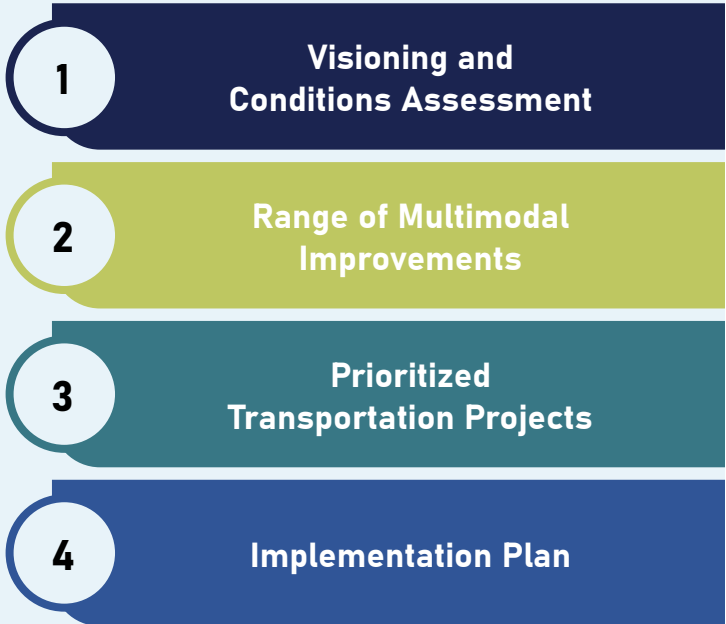 1
Visioning and
Conditions Assessment
2
Range of Multimodal
Improvements
3
Prioritized
Transportation Projects
4
Implementation Plan